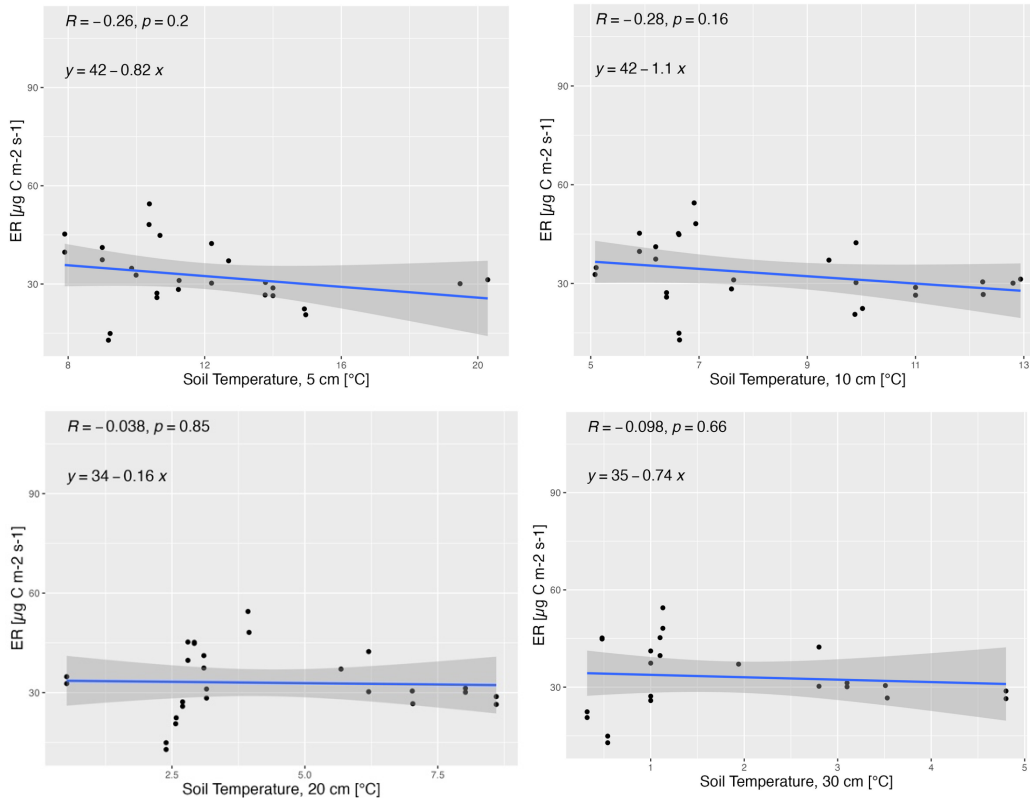 R = −0.26, p = 0.2
y = 42 − 0.82 x
90
60
30
ER [µg C m-2 s-1]
8 12 16 20
Soil Temperature, 5 cm [°C]
R = −0.28, p = 0.16
y = 42 − 1.1 x
90
60
30
ER [µg C m-2 s-1]
5 7 9 11 13
Soil Temperature, 10 cm [°C]
R = −0.038, p = 0.85
y = 34 − 0.16 x
90
60
30
ER [µg C m-2 s-1]
2.5 5.0 7.5
Soil Temperature, 20 cm [°C]
R = −0.098, p = 0.66
y = 35 − 0.74 x
90
60
30
ER [µg C m-2 s-1]
1 2 3 4 5
Soil Temperature, 30 cm [°C]